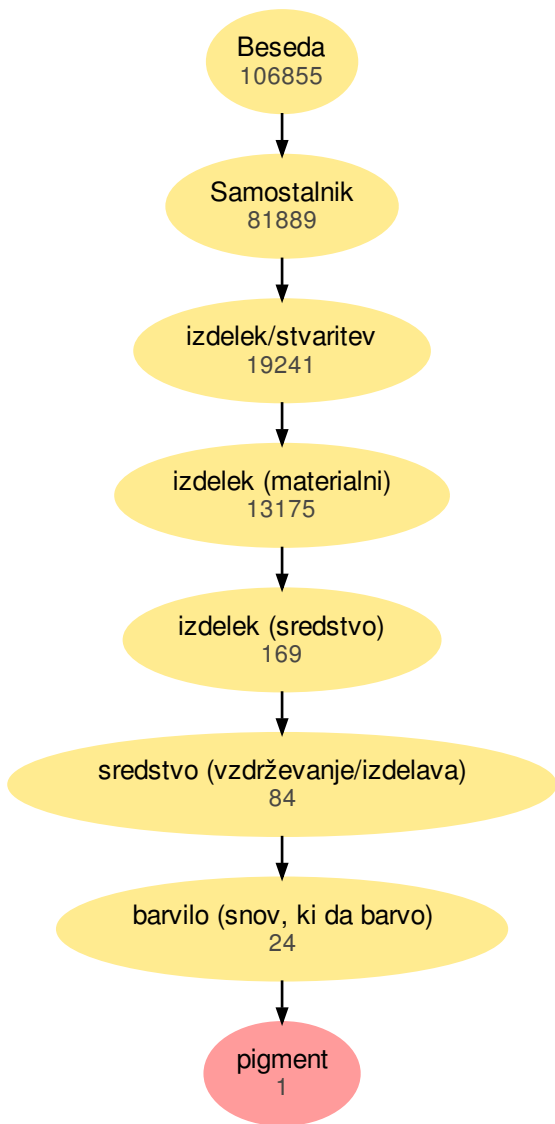 Beseda
106855
Samostalnik
81889
izdelek/stvaritev
19241
izdelek (materialni)
13175
izdelek (sredstvo)
169
sredstvo (vzdrževanje/izdelava)
84
barvilo (snov, ki da barvo)
24
pigment
1